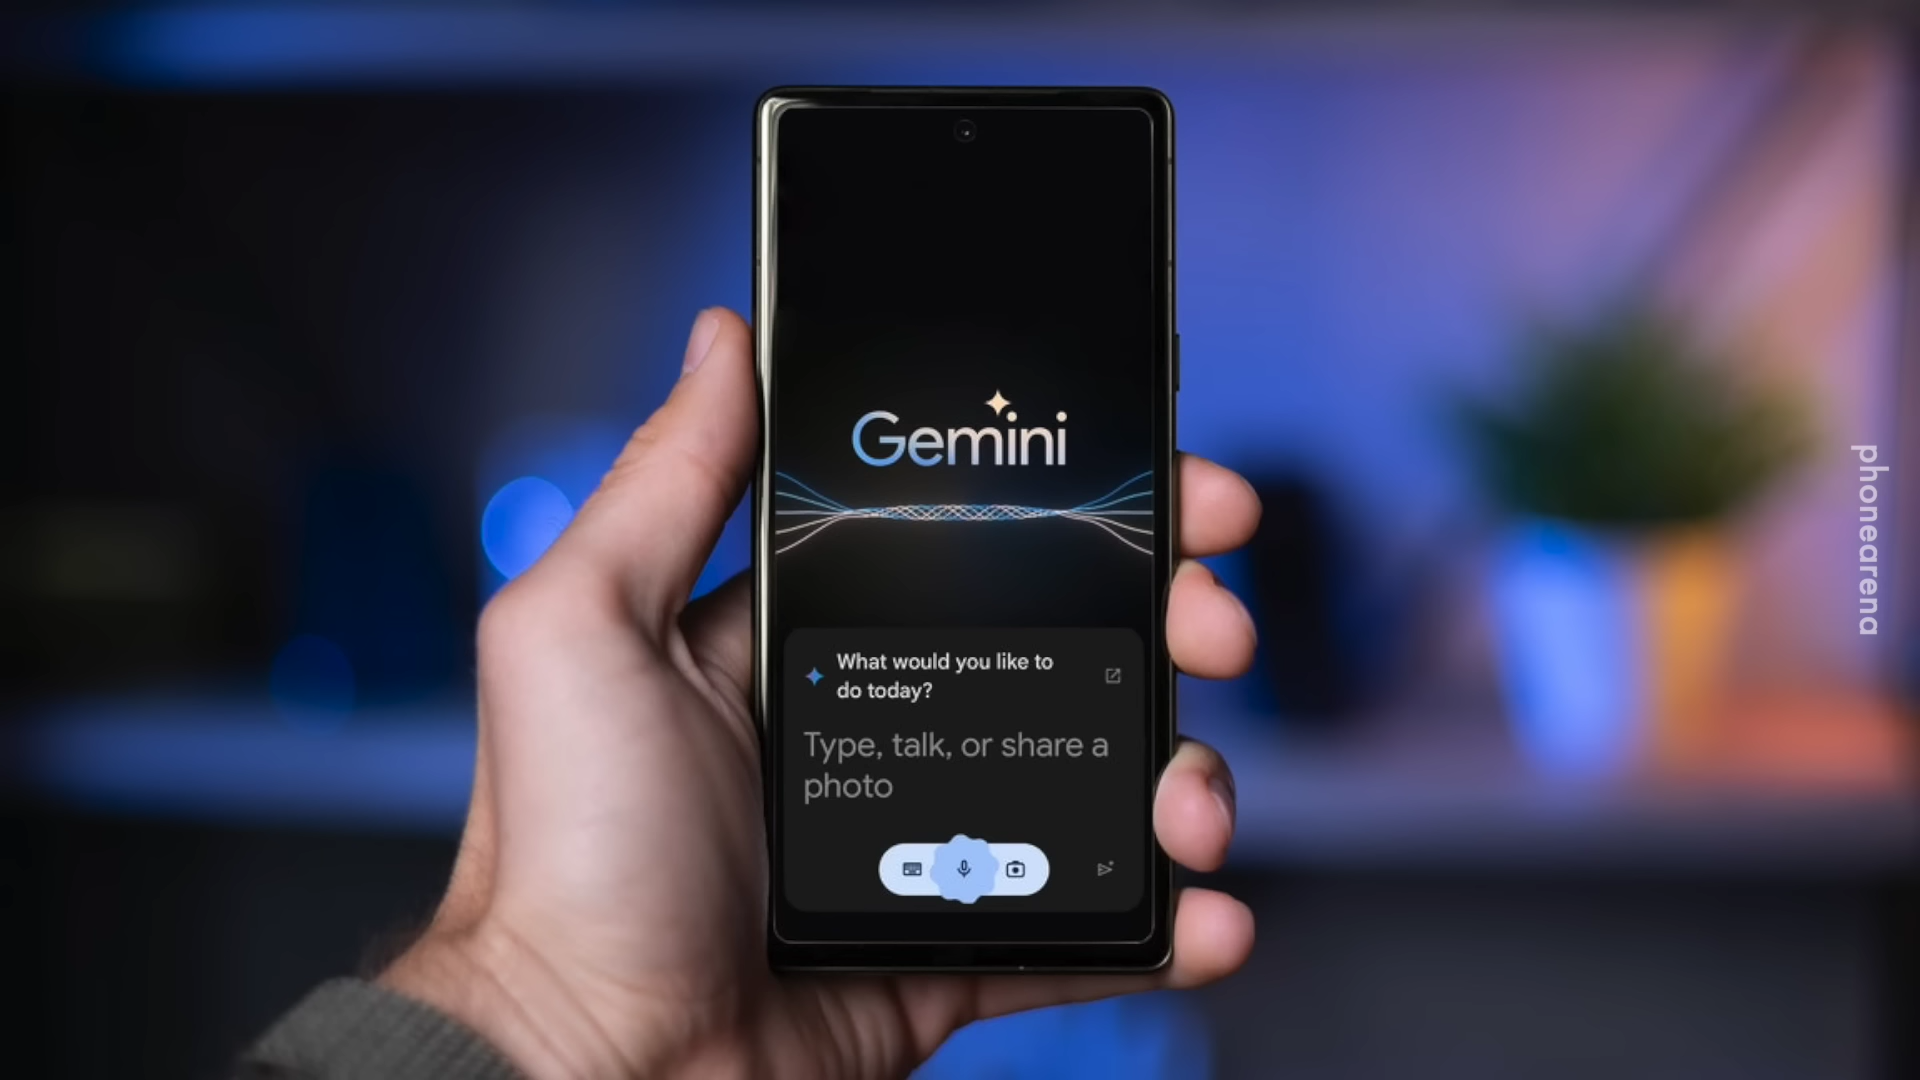 Gemini
What would you like to
do today?
Type, talk, or share a
photo
phonearena